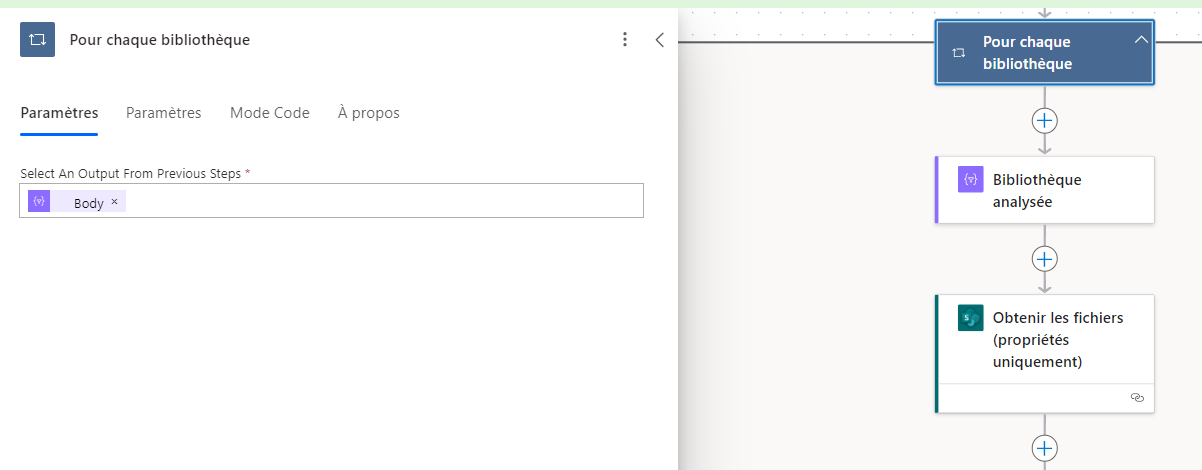 Pour chaque bibliothèque
Paramètres Paramètres Mode Code À propos
Select An Output From Previous Steps *
Body ×
Pour chaque
bibliothèque
Bibliothèque
analysée
Obtenir les fichiers
(propriétés
uniquement)